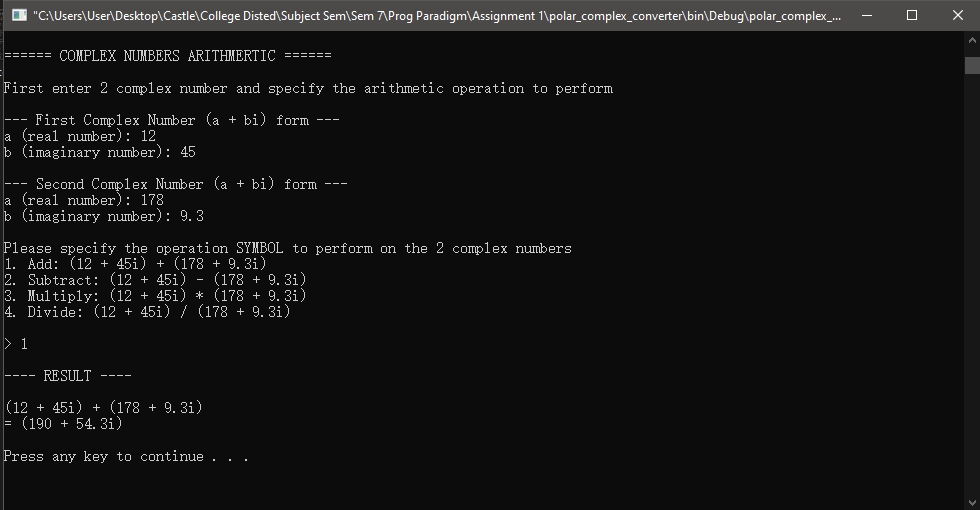 "C:\Users\User\Desktop\Castle\College Disted\Subject Sem\Sem 7\Prog Paradigm\Assignment 1\polar_complex_converter\bin\Debug\polar_complex_...
====== COMPLEX NUMBERS ARITHMERTIC ======
First enter 2 complex number and specify the arithmetic operation to perform
--- First Complex Number (a + bi) form ---
a (real number): 12
b (imaginary number): 45
--- Second Complex Number (a + bi) form ---
a (real number): 178
b (imaginary number): 9.3
Please specify the operation SYMBOL to perform on the 2 complex numbers
1. Add: (12 + 45i) + (178 + 9.3i)
2. Subtract: (12 + 45i) - (178 + 9.3i)
3. Multiply: (12 + 45i) * (178 + 9.3i)
4. Divide: (12 + 45i) / (178 + 9.3i)
> 1
---- RESULT ----
(12 + 45i) + (178 + 9.3i)
= (190 + 54.3i)
Press any key to continue . . .